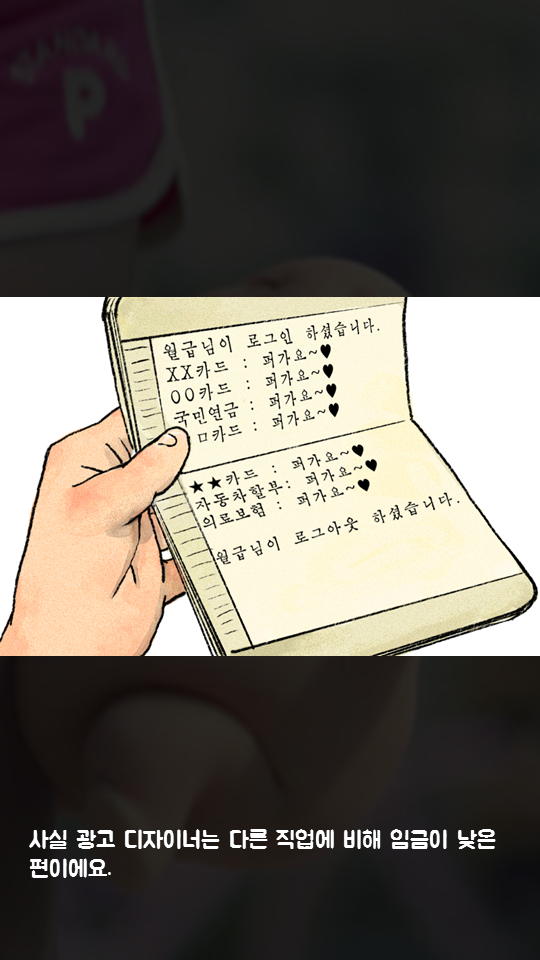 P
월급님이 로그인 하셨습니다.
XX카드 : 퍼가요~♥
OO카드 : 퍼가요~♥
국민연금 : 퍼가요~♥
ㅁ카드 : 퍼가요~♥
★★카드 : 퍼가요~♥
자동차할부: 퍼가요~♥
의료보험 : 퍼가요~♥
월급님이 로그아웃 하셨습니다.
사실 광고 디자이너는 다른 직업에 비해 임금이 낮은
편이에요.